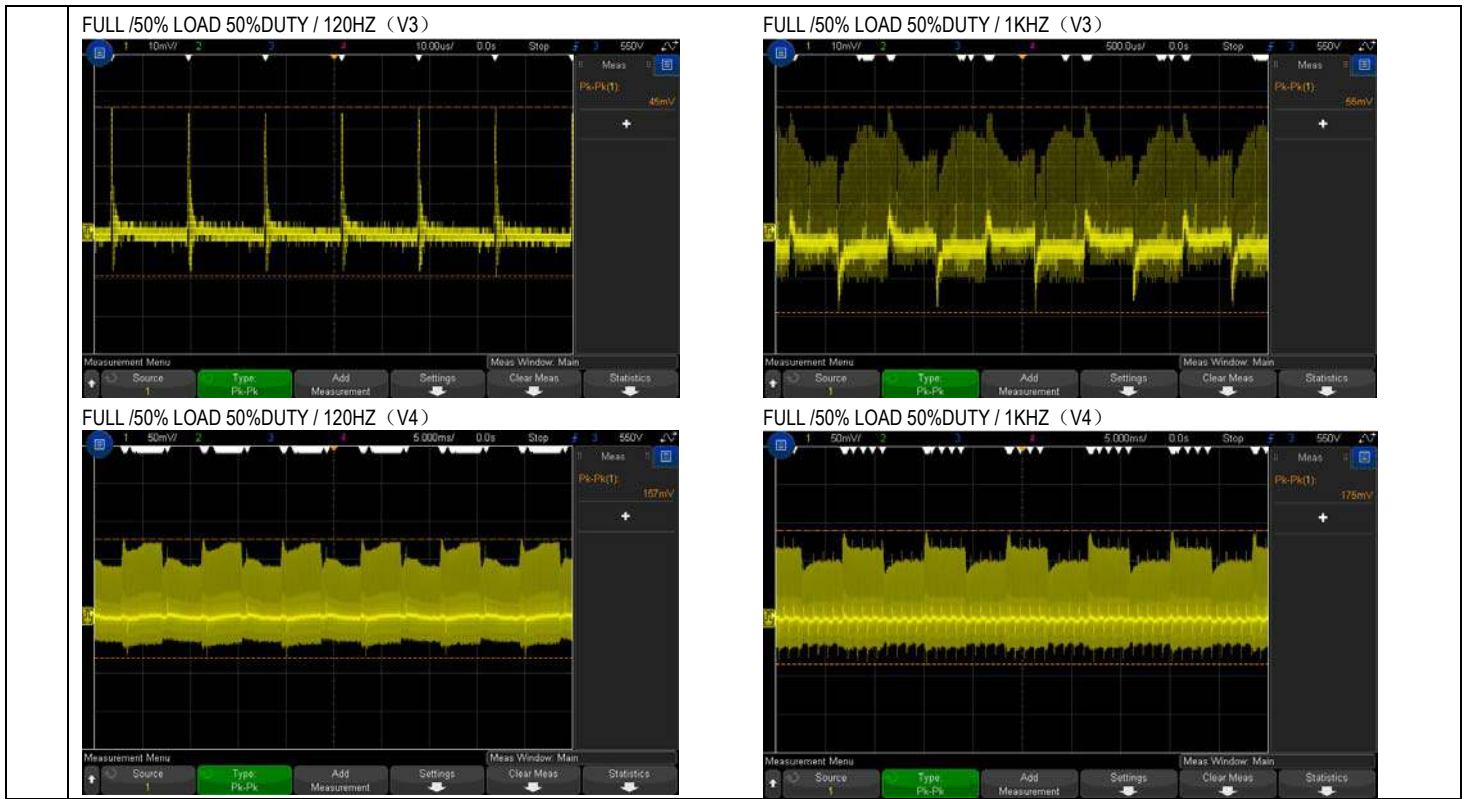 FULL /50% LOAD 50%DUTY / 120HZ（V3）
1 10mV/ 2 3 4 10.00us/ 0.0s Stop 3 550V
Meas
Pk-Pk(1):
45mV
Measurement Menu
Meas Window: Main
Source
1
Type:
Pk-Pk
Add
Measurement
Settings
Clear Meas
Statistics
FULL /50% LOAD 50%DUTY / 1KHZ（V3）
1 10mV/ 2 3 4 500.0us/ 0.0s Stop 3 550V
Meas
Pk-Pk(1):
55mV
Measurement Menu
Meas Window: Main
Source
1
Type:
Pk-Pk
Add
Measurement
Settings
Clear Meas
Statistics
FULL /50% LOAD 50%DUTY / 120HZ（V4）
1 50mV/ 2 3 4 5.000ms/ 0.0s Stop 3 550V
Meas
Pk-Pk(1):
157mV
Measurement Menu
Meas Window: Main
Source
1
Type:
Pk-Pk
Add
Measurement
Settings
Clear Meas
Statistics
FULL /50% LOAD 50%DUTY / 1KHZ（V4）
1 50mV/ 2 3 4 5.000ms/ 0.0s Stop 3 550V
Meas
Pk-Pk(1):
175mV
Measurement Menu
Meas Window: Main
Source
1
Type:
Pk-Pk
Add
Measurement
Settings
Clear Meas
Statistics